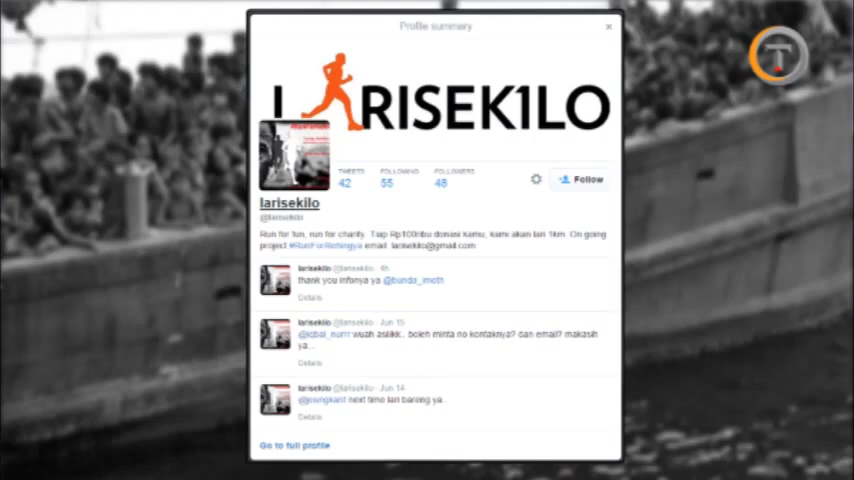 Profile summary
×
LARISEK1LO
TWEETS
42
FOLLOWING
55
FOLLOWERS
48
Follow
larisekilo
@larisekilo
Run for fun, run for charity. Tiap Rp100ribu donasi kamu, kami akan lari 1km. On going
project #RunForRohingya email: larisekilo@gmail.com
larisekilo @larisekilo · 4h
thank you infonya ya @bunda_imoth
Details
larisekilo @larisekilo · Jun 15
@iqbal_nurrr wuah asiikk.. boleh minta no kontaknya? dan email? makasih
ya...
Details
larisekilo @larisekilo · Jun 14
next time lari bareng ya..
Details
Go to full profile
T